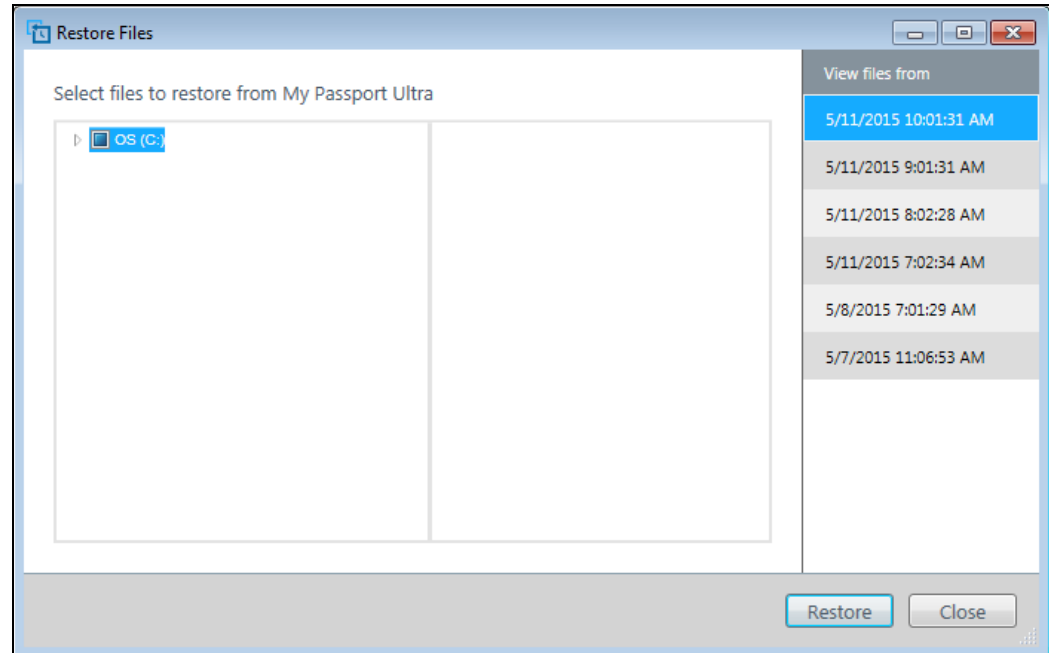 Restore Files
Select files to restore from My Passport Ultra
OS (C:)
View files from
5/11/2015 10:01:31 AM
5/11/2015 9:01:31 AM
5/11/2015 8:02:28 AM
5/11/2015 7:02:34 AM
5/8/2015 7:01:29 AM
5/7/2015 11:06:53 AM
Restore
Close